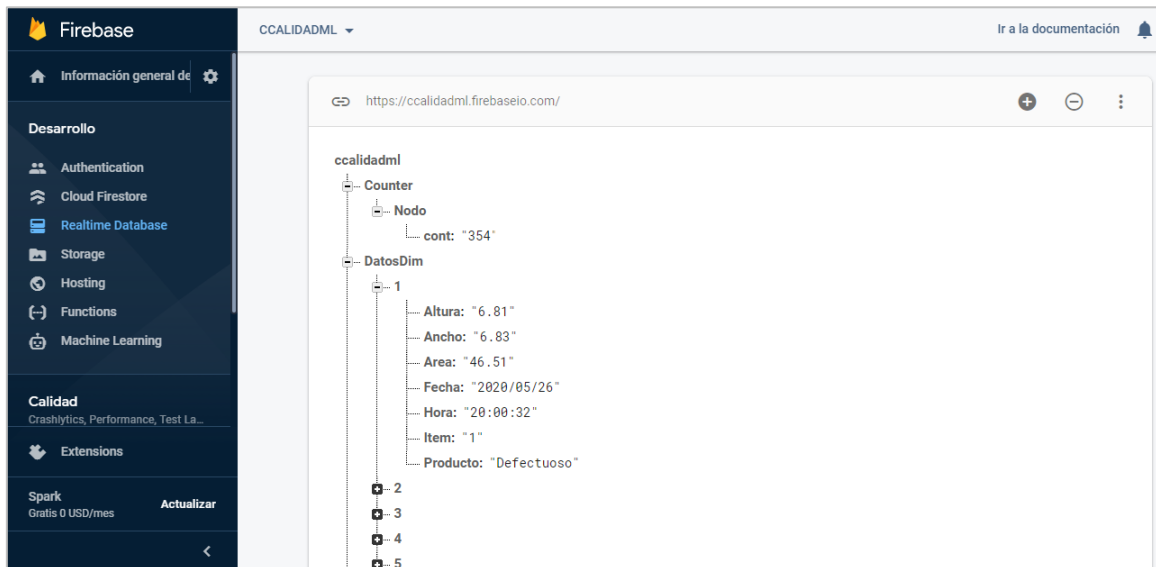 Firebase
CCALIDADML
Ir a la documentación
Información general de
https://ccalidadml.firebaseio.com/
Desarrollo
Authentication
Cloud Firestore
Realtime Database
Storage
Hosting
Functions
Machine Learning
Calidad
Crashlytics, Performance, Test La...
Extensions
Spark
Gratis 0 USD/mes
Actualizar
ccalidadml
Counter
Nodo
cont: "354"
DatosDim
1
Altura: "6.81"
Ancho: "6.83"
Area: "46.51"
Fecha: "2020/05/26"
Hora: "20:00:32"
Item: "1"
Producto: "Defectuoso"
2
3
4
5